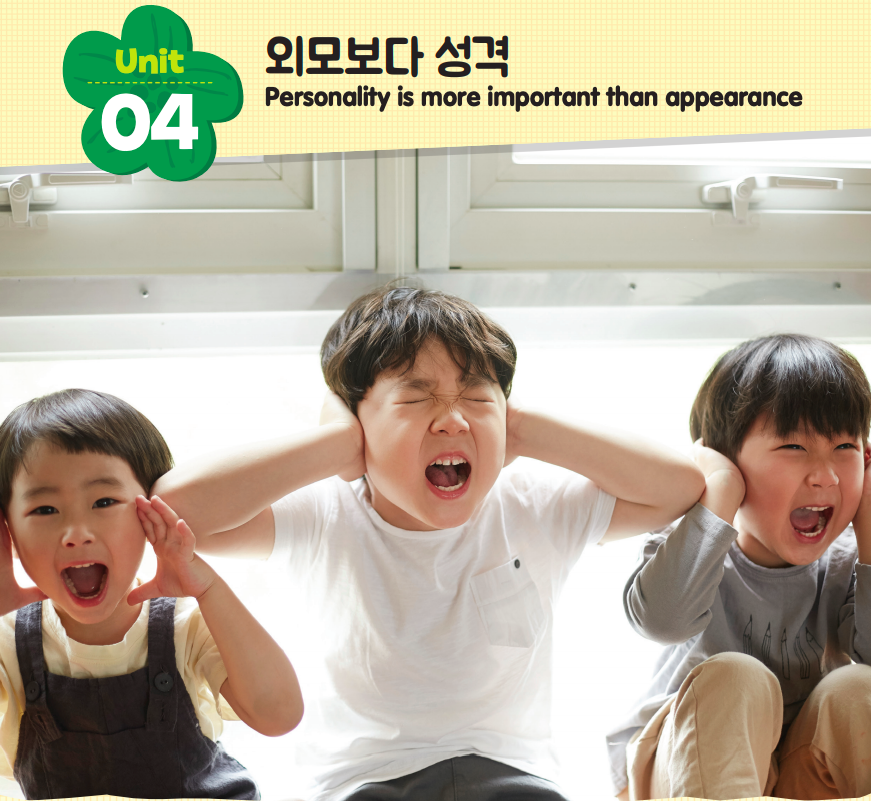 Unit
04
외모보다 성격
Personality is more important than appearance